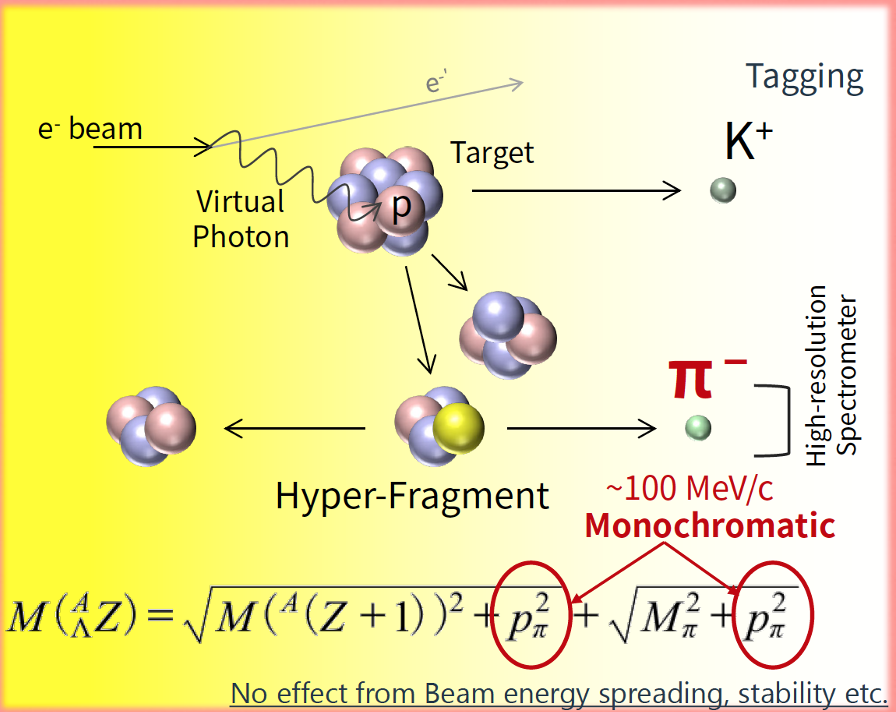 e-'
Tagging
e- beam
K+
Target
p
Virtual
Photon
High-resolution
Spectrometer
π−
Hyper-Fragment
~100 MeV/c
Monochromatic
M(AΛZ) = √M(A(Z+1))2 + pπ2 + √Mπ2 + pπ2
No effect from Beam energy spreading, stability etc.